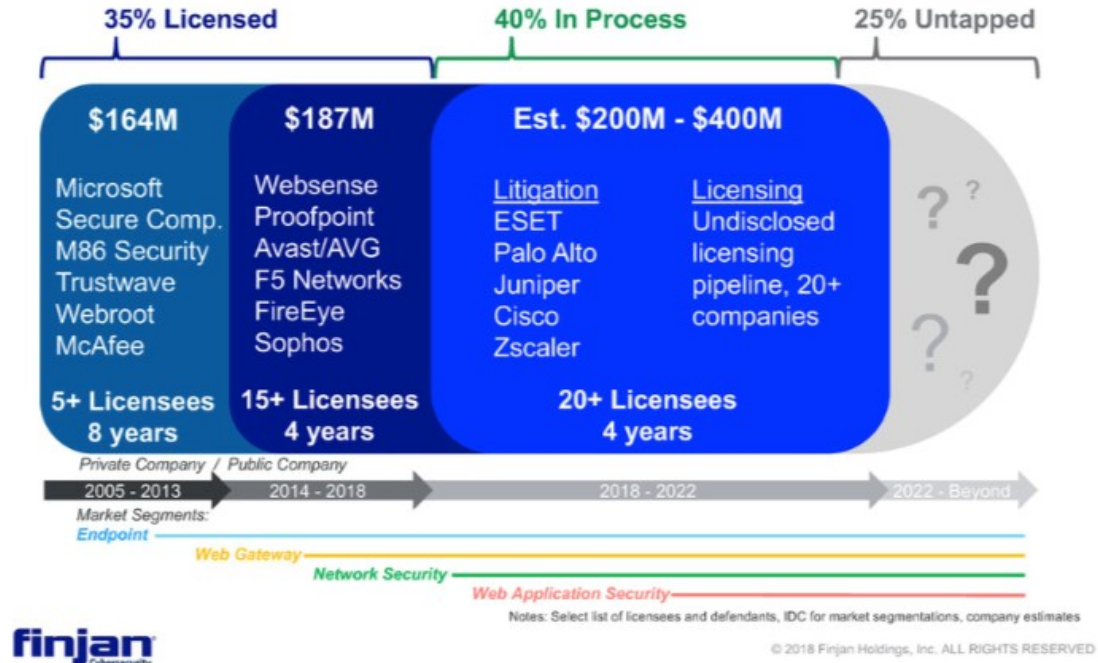 35% Licensed
40% In Process
25% Untapped
$164M
Microsoft
Secure Comp.
M86 Security
Trustwave
Webroot
McAfee
5+ Licensees
8 years
$187M
Websense
Proofpoint
Avast/AVG
F5 Networks
FireEye
Sophos
15+ Licensees
4 years
Est. $200M - $400M
Litigation
ESET
Palo Alto
Juniper
Cisco
Zscaler
Licensing
Undisclosed
licensing
pipeline, 20+
companies
20+ Licensees
4 years
? ?
?
?
?
Private Company / Public Company
2005 - 2013
2014 - 2018
2018 - 2022
2022 - Beyond
Market Segments:
Endpoint
Web Gateway
Network Security
Web Application Security
Notes: Select list of licensees and defendants, IDC for market segmentations, company estimates
finjan
Cybersecurity
© 2018 Finjan Holdings, Inc. ALL RIGHTS RESERVED